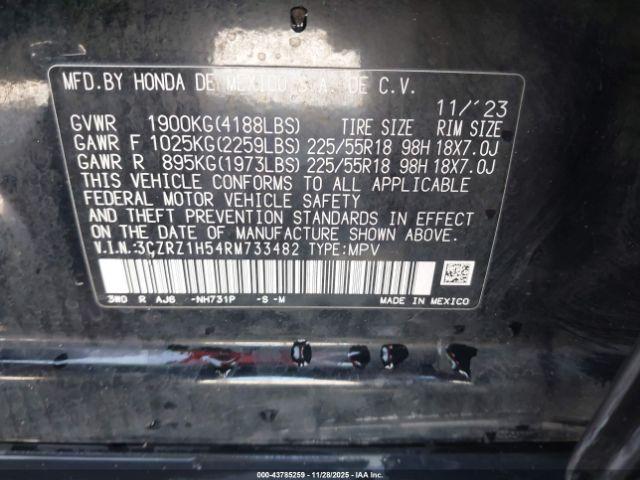 MFD.BY HONDA DE MEXICO S.A. DE C.V.
11/'23
GVWR 1900KG(4188LBS) TIRE SIZE RIM SIZE
GAWR F 1025KG(2259LBS) 225/55R18 98H 18X7.0J
GAWR R 895KG(1973LBS) 225/55R18 98H 18X7.0J
THIS VEHICLE CONFORMS TO ALL APPLICABLE
FEDERAL MOTOR VEHICLE SAFETY
AND THEFT PREVENTION STANDARDS IN EFFECT
ON THE DATE OF MANUFACTURE SHOWN ABOVE.
V.I.N.:3CZRZ1H54RM733482 TYPE:MPV
3WD R AJ6 -NH731P -S -M MADE IN MEXICO
000-43785259 | 11/28/2025 - IAA Inc.